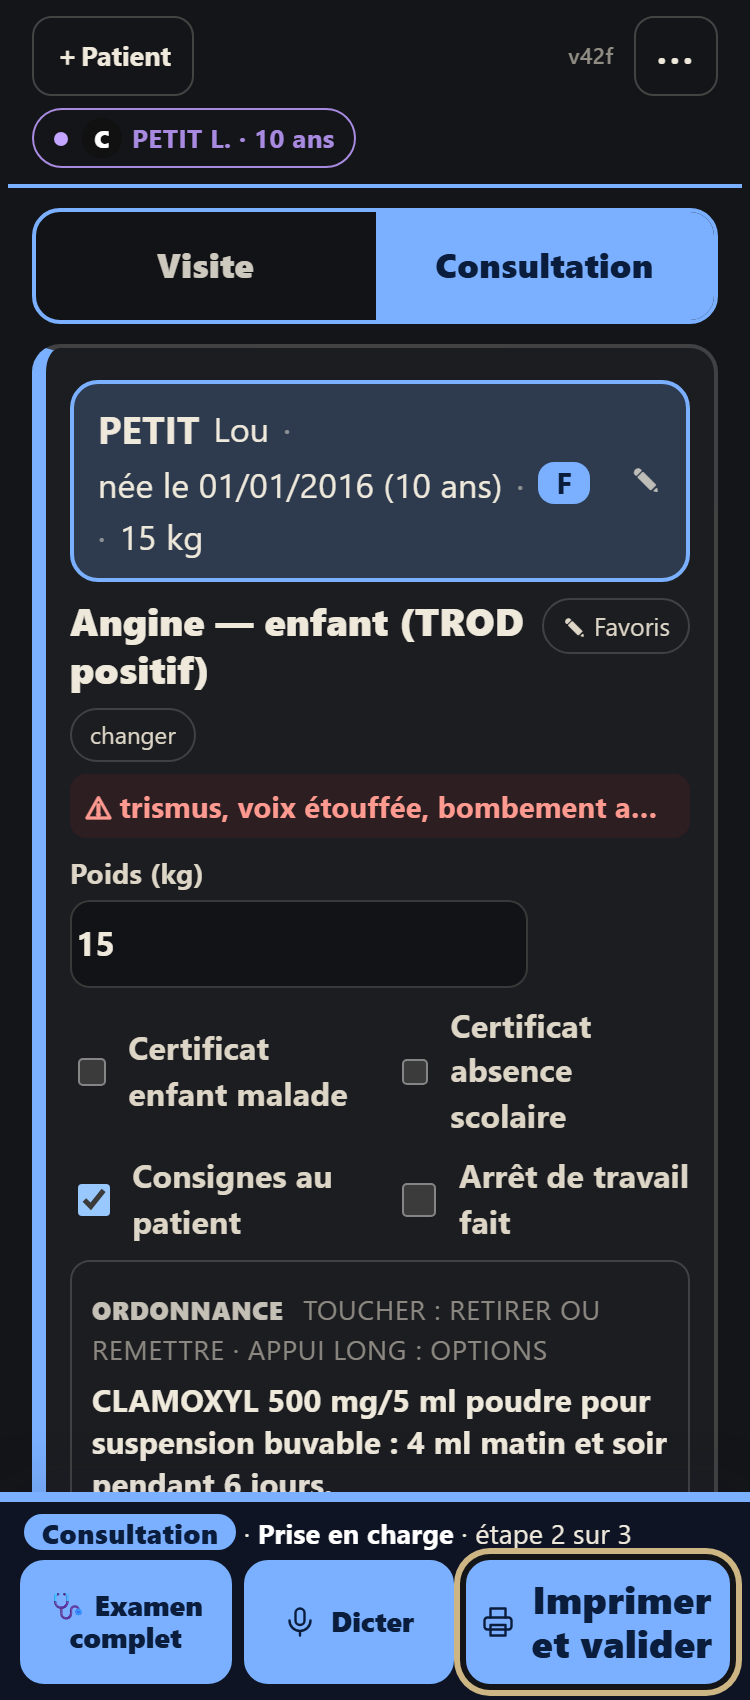 + Patient
v42f
...
C PETIT L. · 10 ans
Visite
Consultation
PETIT Lou ·
née le 01/01/2016 (10 ans) · F
· 15 kg
Angine — enfant (TROD
positif)
Favoris
changer
⚠ trismus, voix étouffée, bombement a...
Poids (kg)
15
Certificat
enfant malade
Certificat
absence
scolaire
Consignes au
patient
Arrêt de travail
fait
ORDONNANCE TOUCHER : RETIRER OU
REMETTRE · APPUI LONG : OPTIONS
CLAMOXYL 500 mg/5 ml poudre pour
suspension buvable : 4 ml matin et soir
pendant 6 jours.
Consultation · Prise en charge · étape 2 sur 3
Examen
complet
Dicter
Imprimer
et valider